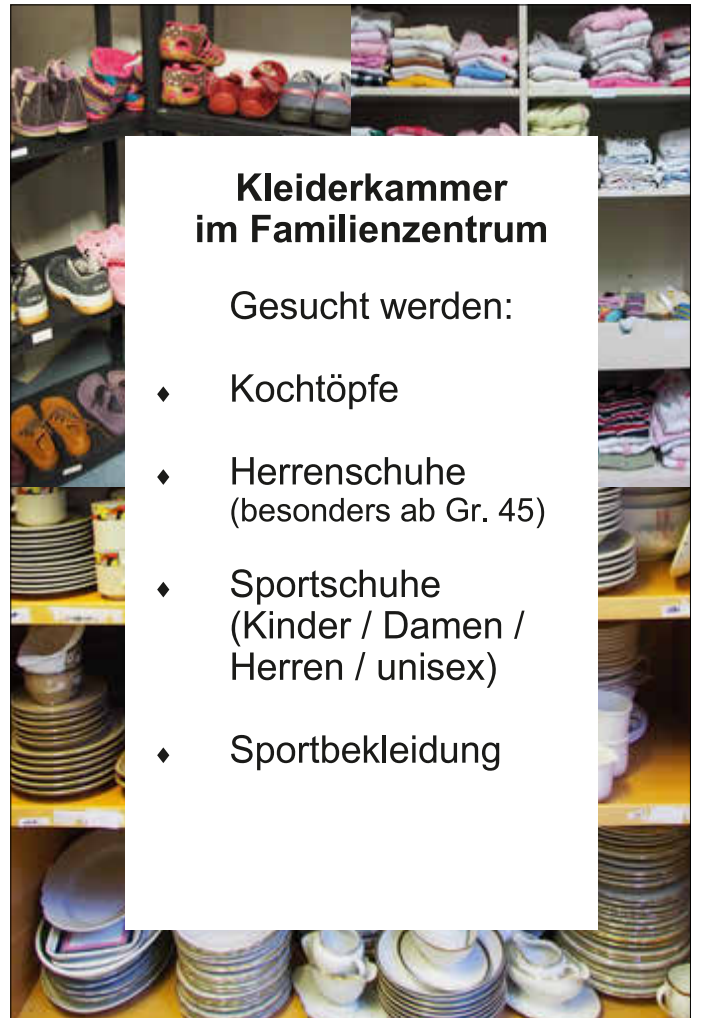 Kleiderkammer
im Familienzentrum
Gesucht werden:
♦ Kochtöpfe
♦ Herrenschuhe
(besonders ab Gr. 45)
♦ Sportschuhe
(Kinder / Damen /
Herren / unisex)
♦ Sportbekleidung